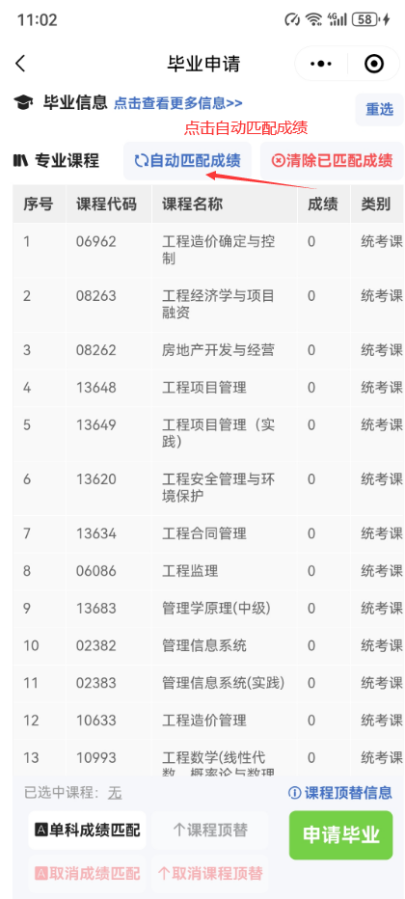 11:02
4G 58
毕业申请
毕业信息 点击查看更多信息>>
重选
点击自动匹配成绩
专业课程 自动匹配成绩 清除已匹配成绩
序号 课程代码 课程名称 成绩 类别
1 06962 工程造价确定与控 0 统考课
制
2 08263 工程经济学与项目 0 统考课
融资
3 08262 房地产开发与经营 0 统考课
4 13648 工程项目管理 0 统考课
5 13649 工程项目管理（实 0 统考课
践）
6 13620 工程安全管理与环 0 统考课
境保护
7 13634 工程合同管理 0 统考课
8 06086 工程监理 0 统考课
9 13683 管理学原理(中级) 0 统考课
10 02382 管理信息系统 0 统考课
11 02383 管理信息系统(实践) 0 统考课
12 10633 工程造价管理 0 统考课
13 10993 工程数学(线性代 0 统考课
数、概率论与数理
已选中课程：无 课程顶替信息
A单科成绩匹配 个课程顶替 申请毕业
A取消成绩匹配 个取消课程顶替